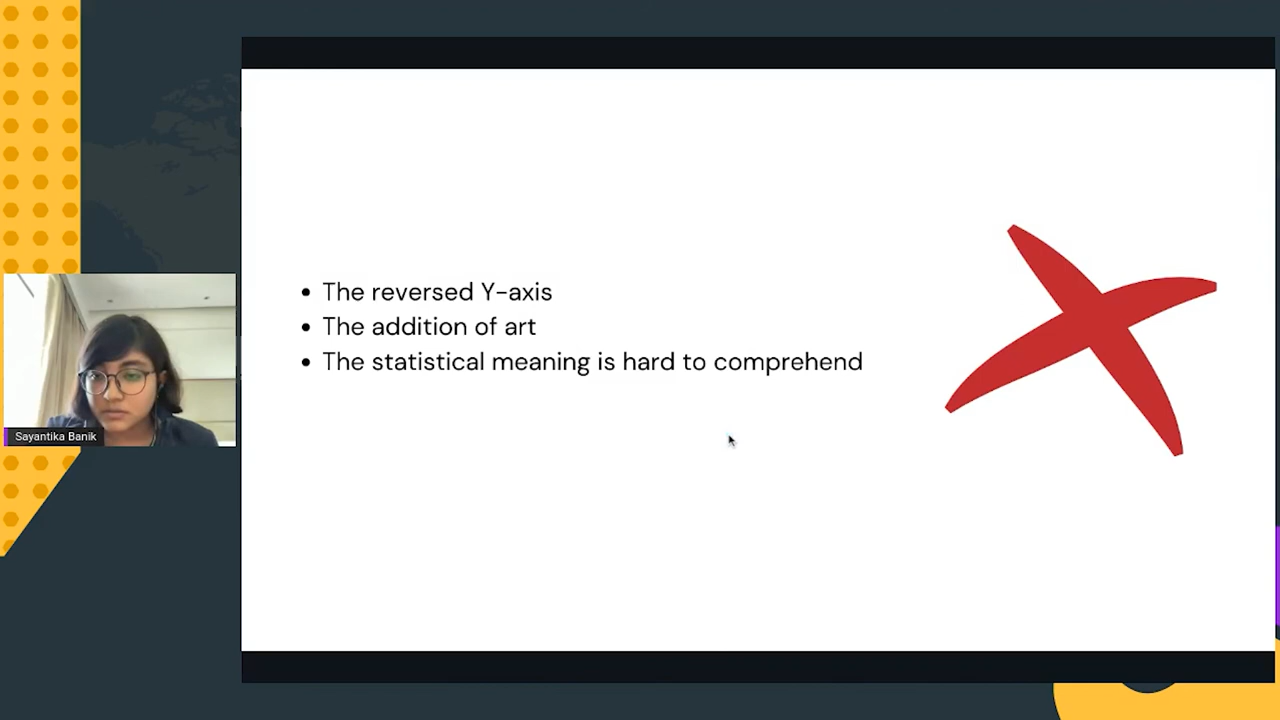 The reversed Y-axis
The addition of art
The statistical meaning is hard to comprehend
Sayantika Banik